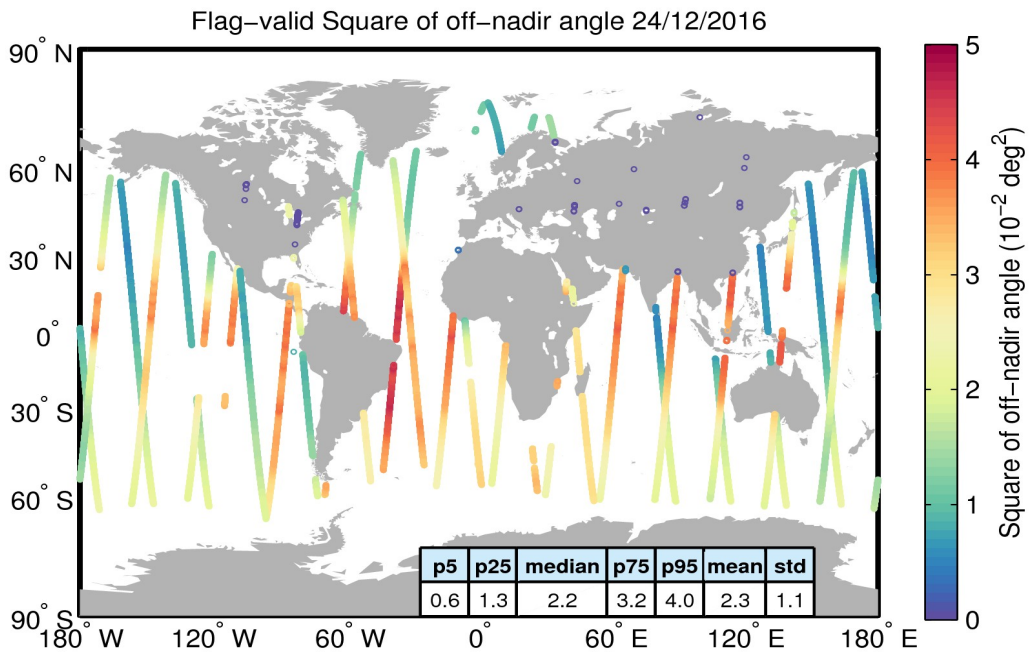 Flag−valid Square of off−nadir angle 24/12/2016
90° N
60° N
30° N
0°
30° S
60° S
90° S
180° W
120° W
60° W
0°
60° E
120° E
180° E
p5 p25 median p75 p95 mean std
0.6 1.3 2.2 3.2 4.0 2.3 1.1
5
4
3
2
1
0
Square of off−nadir angle (10⁻² deg²)